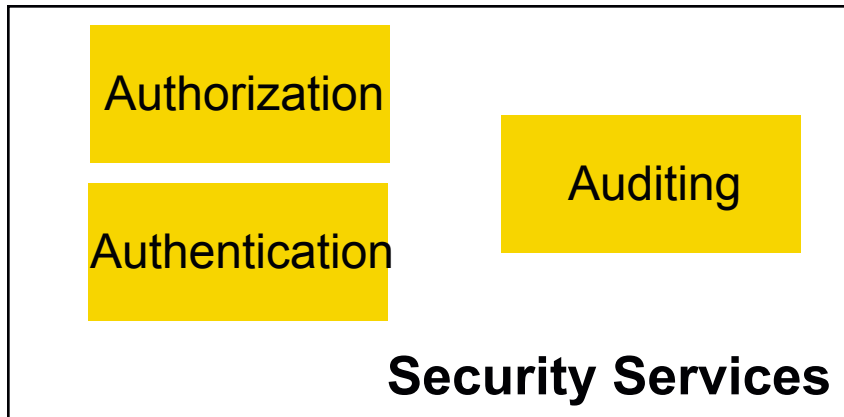 Authorization
Auditing
Authentication
Security Services